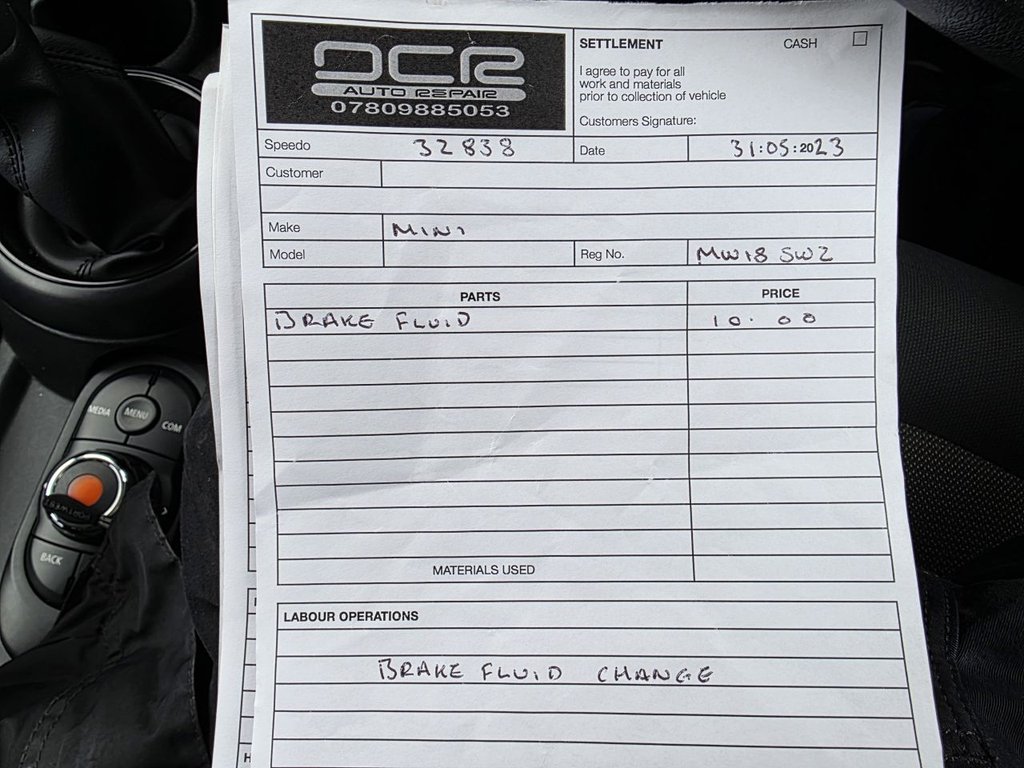 DCR
AUTO REPAIR
07809885053
SETTLEMENT CASH
I agree to pay for all
work and materials
prior to collection of vehicle
Customers Signature:
Speedo 32838 Date 31:05:2023
Customer
Make MINI
Model Reg No. MW18 SWZ
PARTS PRICE
BRAKE FLUID 10.00
MATERIALS USED
LABOUR OPERATIONS
BRAKE FLUID CHANGE
MEDIA MENU COM
BACK
H